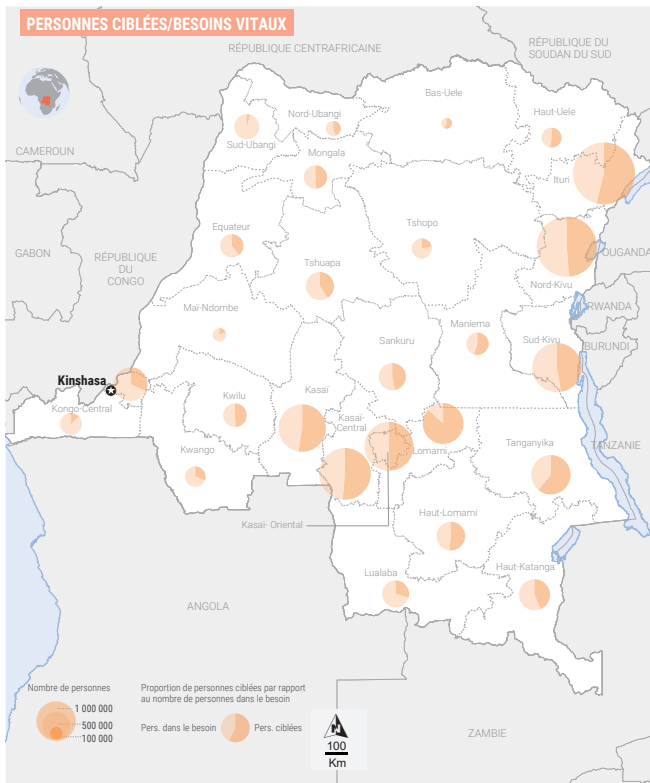 PERSONNES CIBLÉES/BESOINS VITAUX
RÉPUBLIQUE CENTRAFRICAINE
RÉPUBLIQUE DU
SOUDAN DU SUD
CAMEROUN
Nord-Ubangi
Sud-Ubangi
Mongala
Bas-Uele
Haut-Uele
Ituri
GABON
RÉPUBLIQUE
DU
CONGO
Equateur
Tshuapa
Tshopo
OUGANDA
Nord-Kivu
Maï-Ndombe
RWANDA
Maniema
Sud-Kivu
BURUNDI
Sankuru
Kinshasa
Kongo-Central
Kwilu
Kasaï
Kasaï-
Central
Lomami
Kwango
Tanganyika
TANZANIE
Kasaï- Oriental
Haut-Lomami
Lualaba
Haut-Katanga
ANGOLA
ZAMBIE
Nombre de personnes
1 000 000
500 000
100 000
Proportion de personnes ciblées par rapport
au nombre de personnes dans le besoin
Pers. dans le besoin
Pers. ciblées
N
100
Km